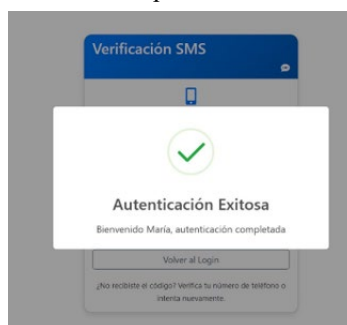 Verificación SMS
Autenticación Exitosa
Bienvenido María, autenticación completada
Volver al Login
¿No recibiste el código? Verifica tu número de teléfono o
intenta nuevamente.